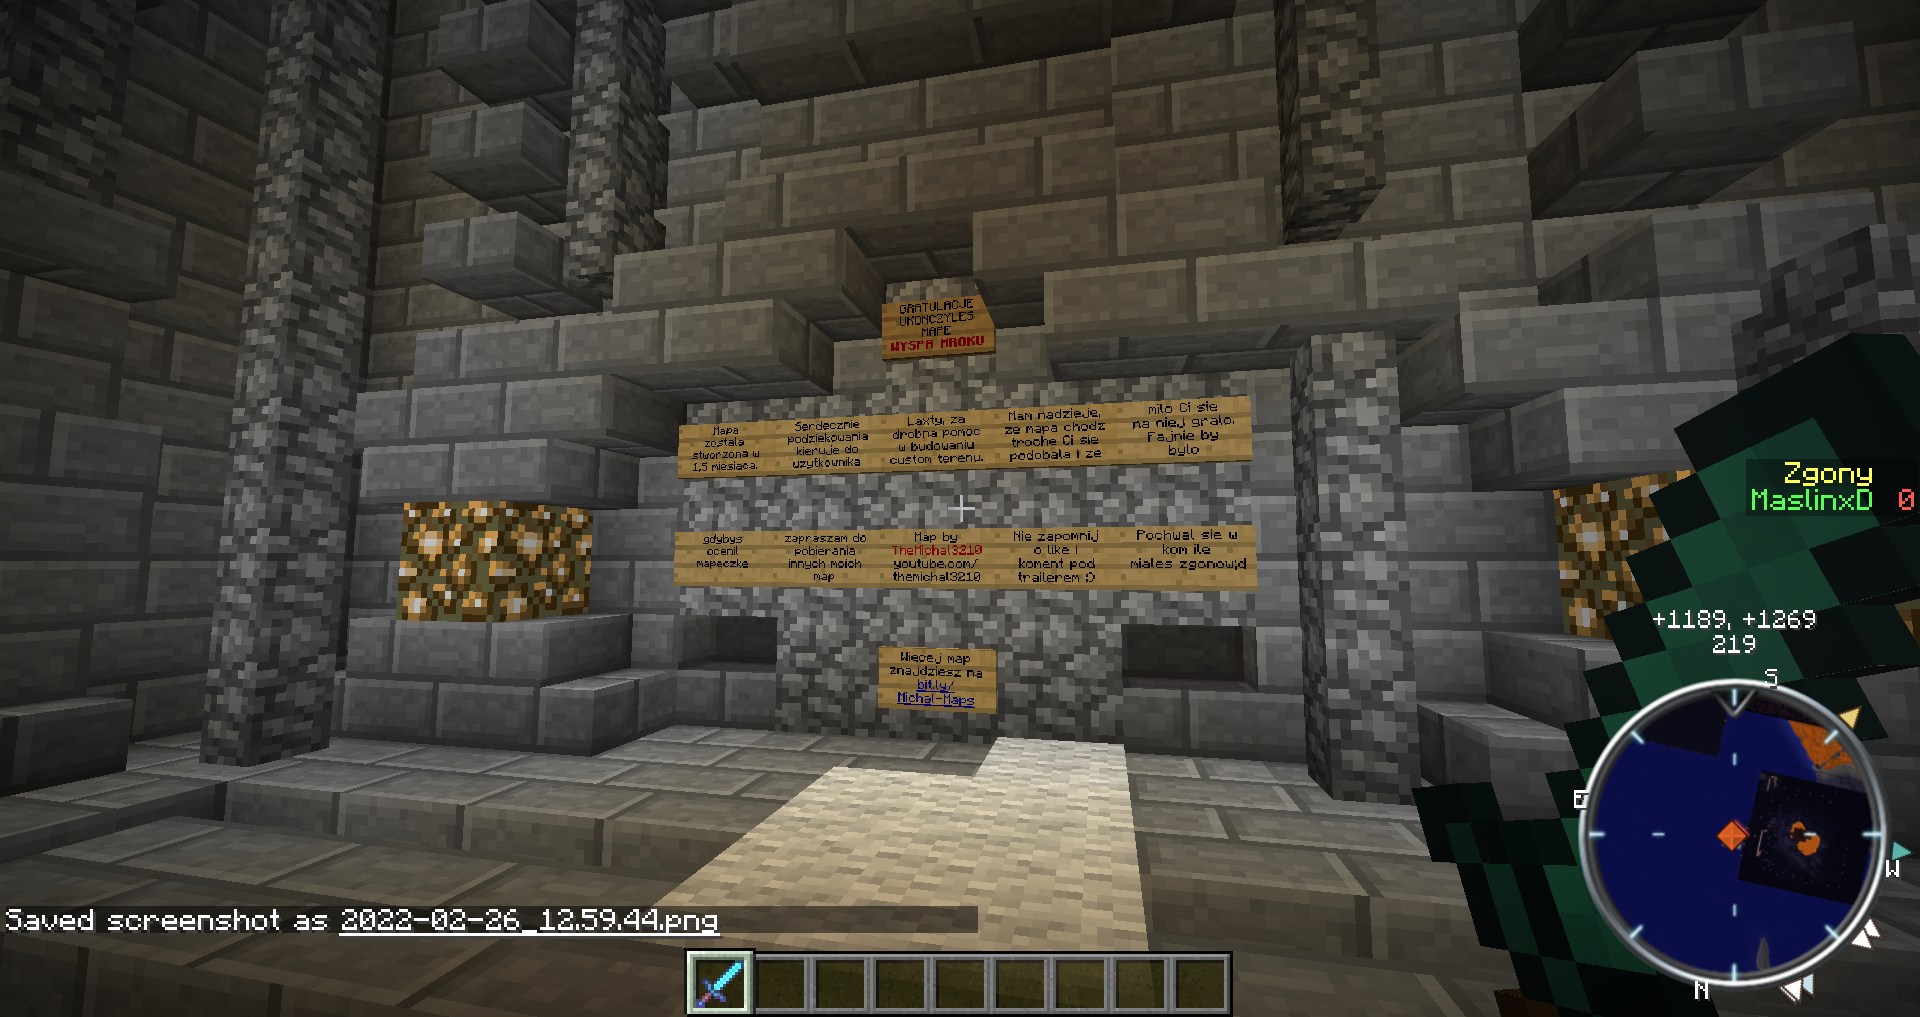 GRATULACJE
UKONCZYLES
MAPE
WYSPA MROKU
Mapa
zostala
stworzona w
1,5 miesiaca.
Serdecznie
podziekowania
kieruje do
uzytkownika
Laxty, za
drobna pomoc
w budowaniu
custom terenu.
Mam nadzieje,
ze mapa chodz
troche Ci sie
podobala i ze
milo Ci sie
na niej gralo.
Fajnie by
bylo
gdybys
ocenil
mapeczke
zapraszam do
pobierania
innych moich
map
Map by
TheMichal3210
youtube.com/
themichal3210
Nie zapomnij
o like i
koment pod
trailerem :)
Pochwal sie w
kom ile
miales zgonow;d
Wiecej map
znajdziesz na
bit.ly/
Michal-Maps
Zgony
MaslinxD 0
+1189, +1269
219
S
E
W
N
Saved screenshot as 2022-02-26_12.59.44.png